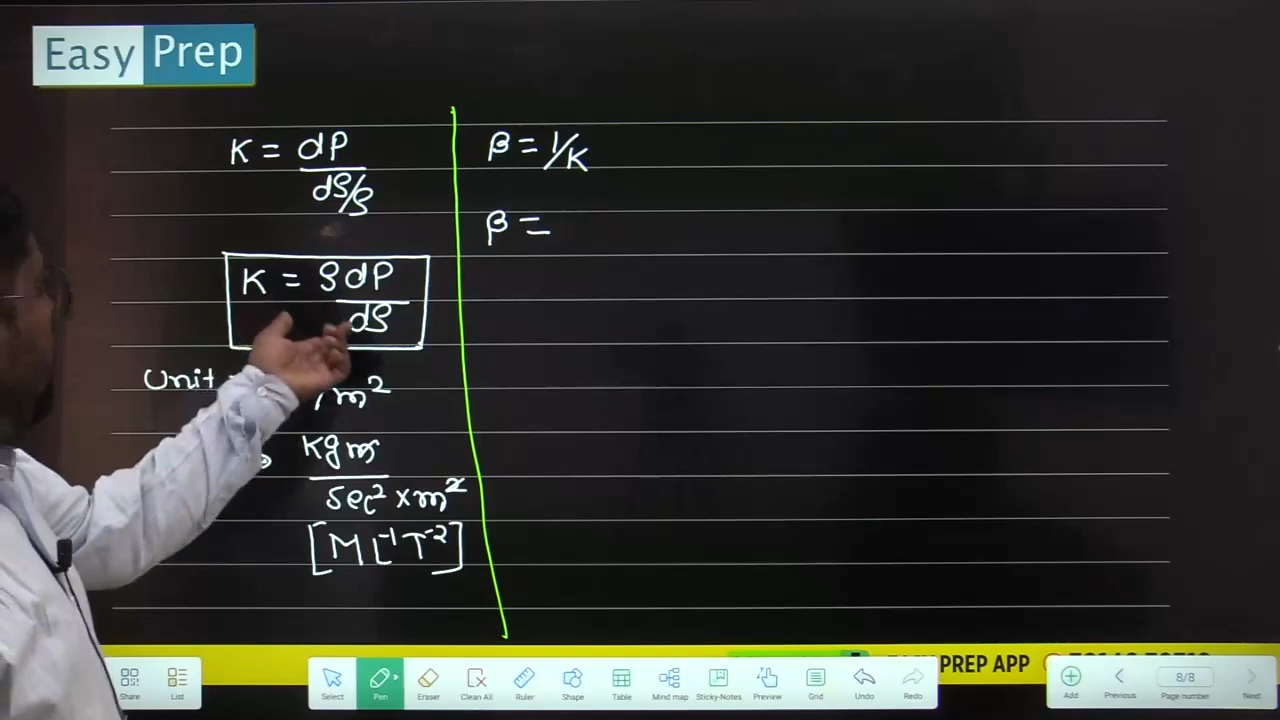 Easy Prep
K = dP
dρ/ρ
K = ρdP
dρ
Unit
/m²
Kgm
Sec² × m²
[M L⁻¹ T⁻²]
β = 1/K
β =
PREP APP
Share
List
Select
Pen
Eraser
Clean All
Ruler
Shape
Table
Mind map
Sticky-Notes
Preview
Grid
Undo
Redo
Add
Previous
8/8
Page number
Next